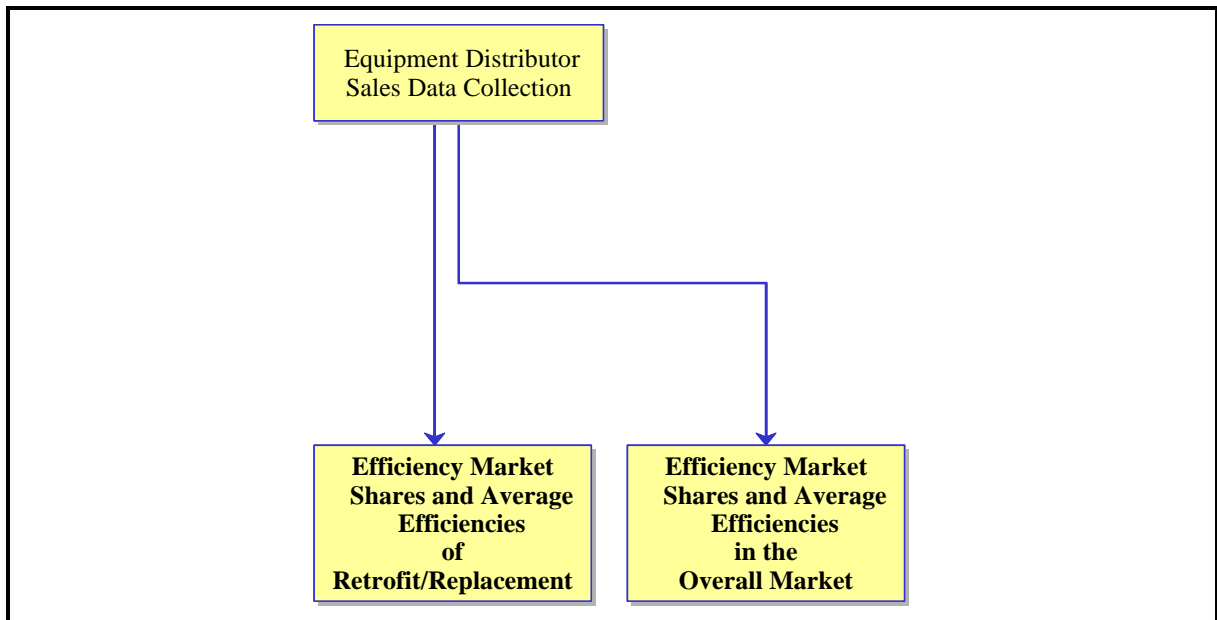 Equipment Distributor
Sales Data Collection
Efficiency Market
Shares and Average
Efficiencies
of
Retrofit/Replacement
Efficiency Market
Shares and Average
Efficiencies
in the
Overall Market